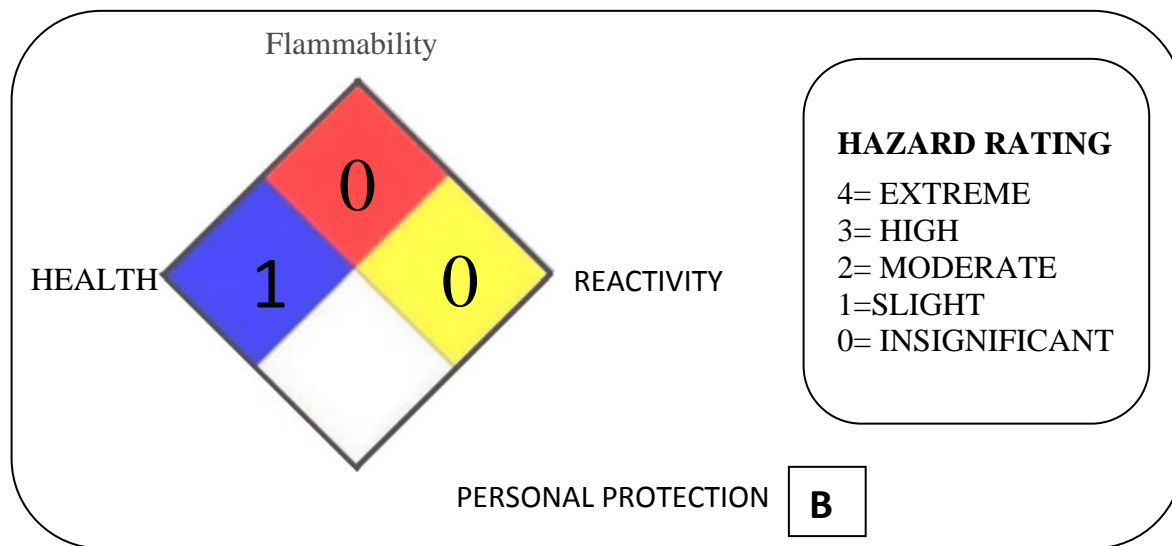 Flammability
0
HEALTH
1
0
REACTIVITY
HAZARD RATING
4= EXTREME
3= HIGH
2= MODERATE
1=SLIGHT
0= INSIGNIFICANT
PERSONAL PROTECTION B